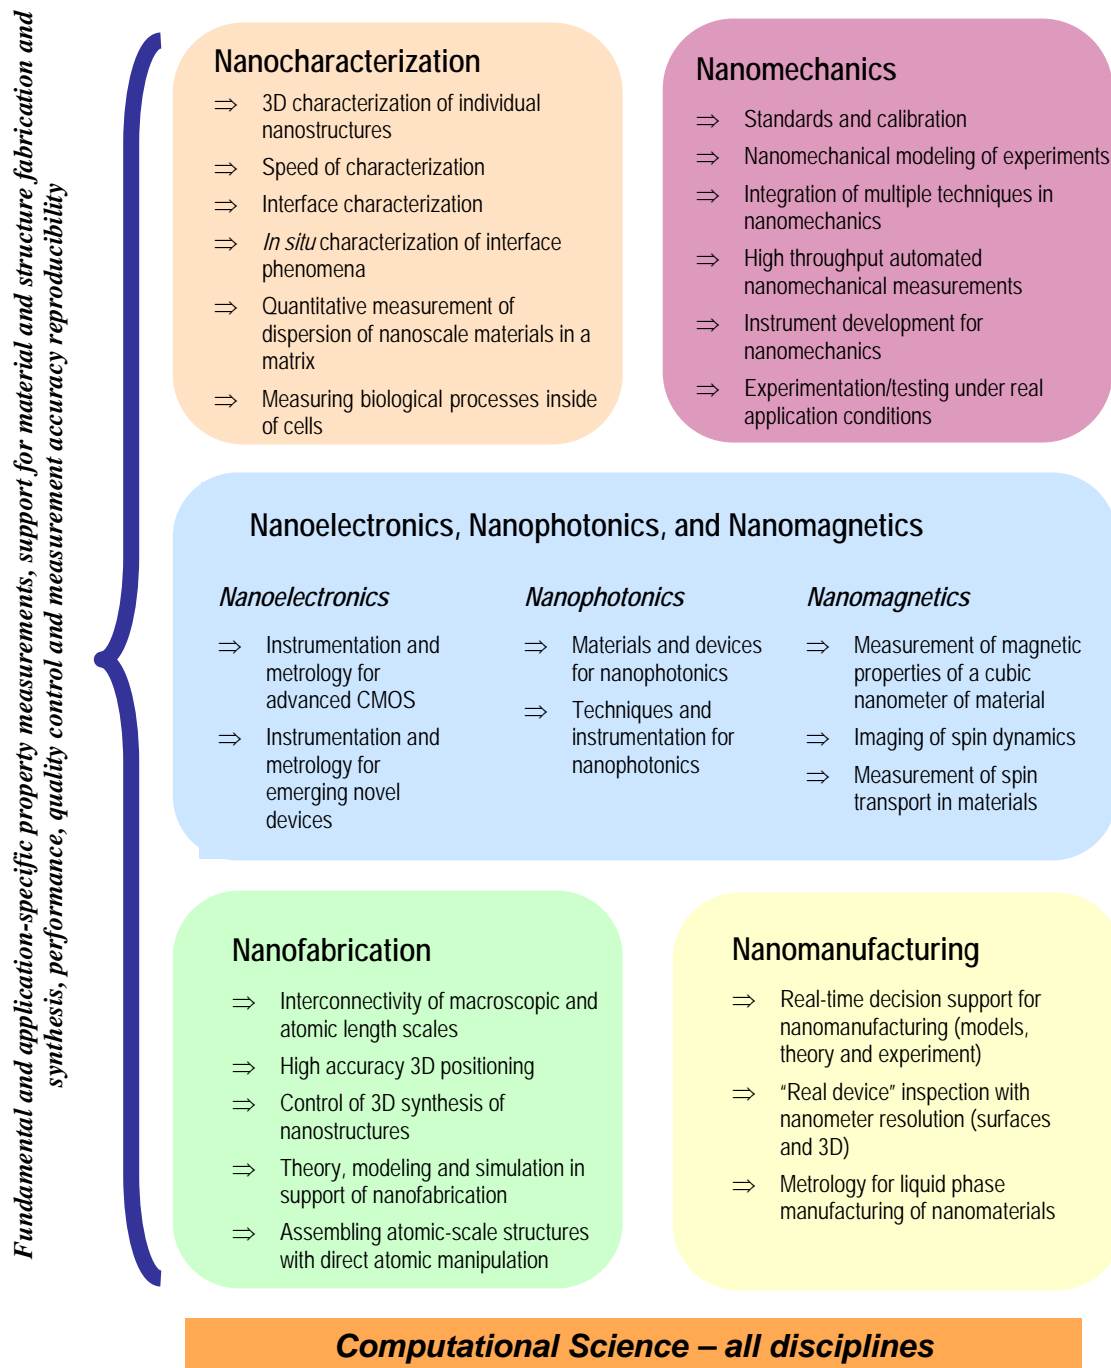 Fundamental and application-specific property measurements, support for material and structure fabrication and
synthesis, performance, quality control and measurement accuracy reproducibility
Nanocharacterization
⇒ 3D characterization of individual
nanostructures
⇒ Speed of characterization
⇒ Interface characterization
⇒ In situ characterization of interface
phenomena
⇒ Quantitative measurement of
dispersion of nanoscale materials in a
matrix
⇒ Measuring biological processes inside
of cells
Nanomechanics
⇒ Standards and calibration
⇒ Nanomechanical modeling of experiments
⇒ Integration of multiple techniques in
nanomechanics
⇒ High throughput automated
nanomechanical measurements
⇒ Instrument development for
nanomechanics
⇒ Experimentation/testing under real
application conditions
Nanoelectronics, Nanophotonics, and Nanomagnetics
Nanoelectronics
⇒ Instrumentation and
metrology for
advanced CMOS
⇒ Instrumentation and
metrology for
emerging novel
devices
Nanophotonics
⇒ Materials and devices
for nanophotonics
⇒ Techniques and
instrumentation for
nanophotonics
Nanomagnetics
⇒ Measurement of magnetic
properties of a cubic
nanometer of material
⇒ Imaging of spin dynamics
⇒ Measurement of spin
transport in materials
Nanofabrication
⇒ Interconnectivity of macroscopic and
atomic length scales
⇒ High accuracy 3D positioning
⇒ Control of 3D synthesis of
nanostructures
⇒ Theory, modeling and simulation in
support of nanofabrication
⇒ Assembling atomic-scale structures
with direct atomic manipulation
Nanomanufacturing
⇒ Real-time decision support for
nanomanufacturing (models,
theory and experiment)
⇒ “Real device” inspection with
nanometer resolution (surfaces
and 3D)
⇒ Metrology for liquid phase
manufacturing of nanomaterials
Computational Science – all disciplines